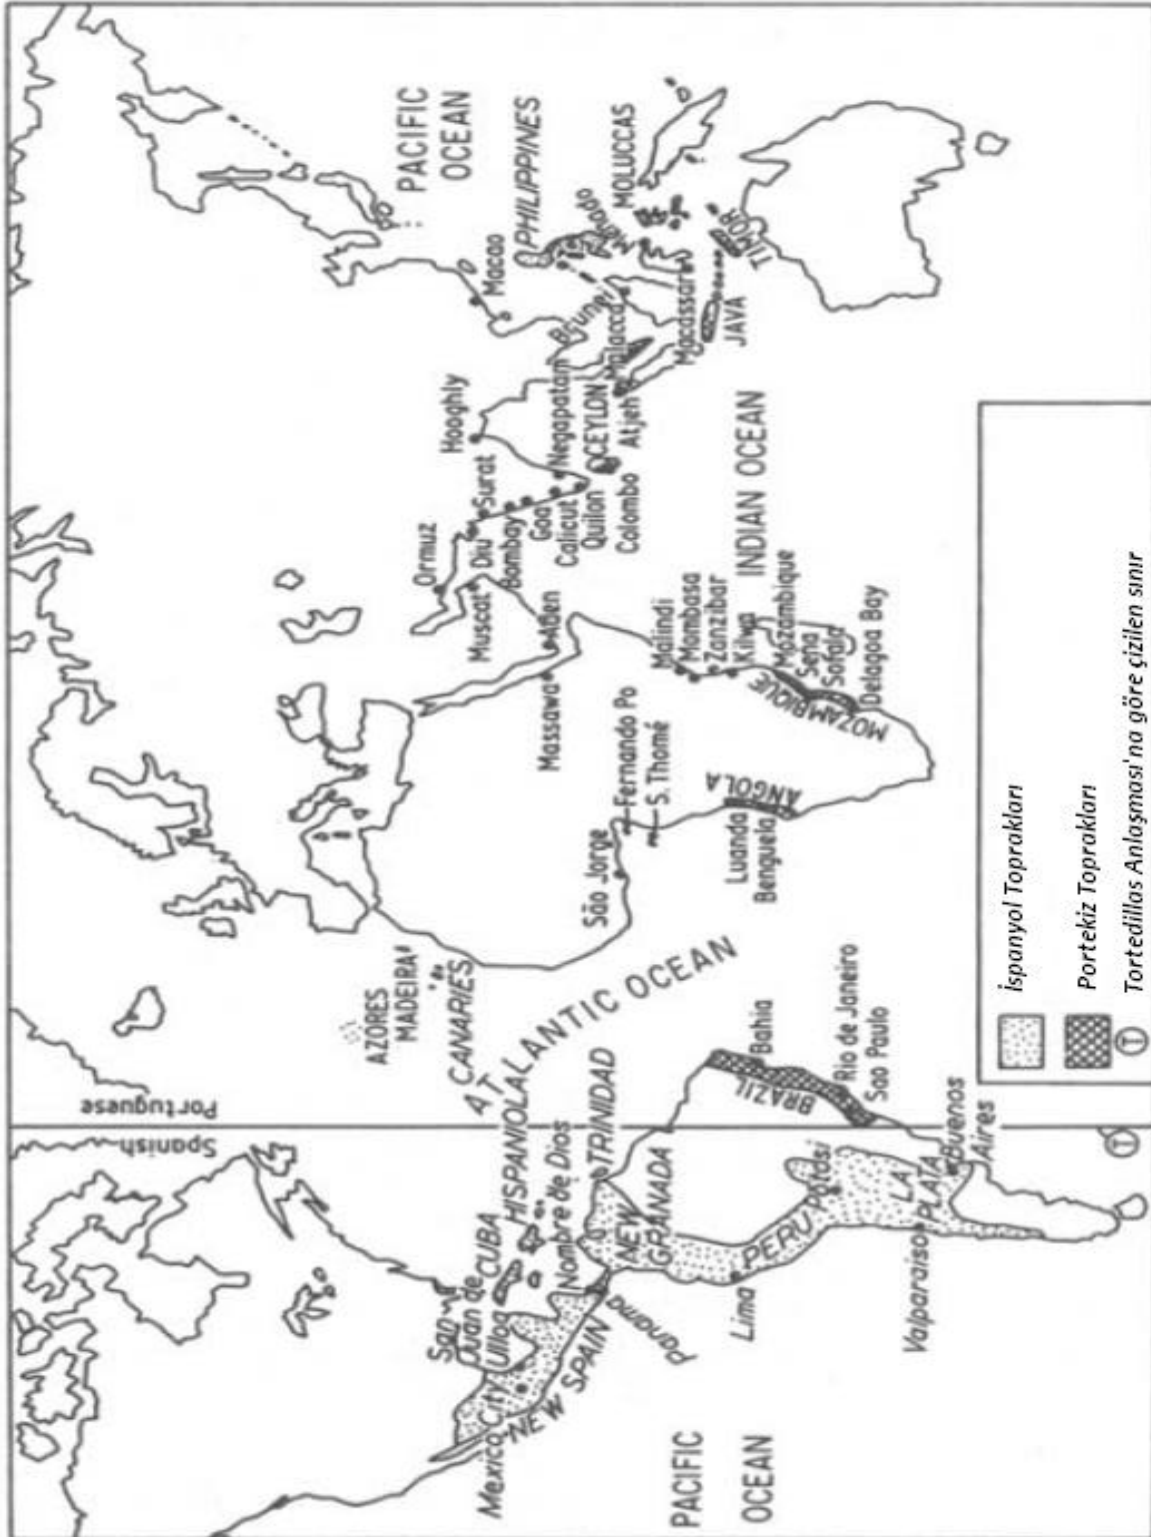 Portuguese
Spanish
PACIFIC
OCEAN
PHILIPPINES
Macao
Manado
MOLUCCAS
Brunei
Malacca
Macassar
TIMOR
JAVA
Hooghly
Negapatam
CEYLON
Atjeh
Surat
Diu
Bombay
Goa
Calicut
Quilon
Colombo
Ormuz
Muscat
Aden
Massawa
INDIAN OCEAN
Malindi
Mombasa
Zanzibar
Kilwa
Mozambique
Sena
Sofala
Delagoa Bay
MOZAMBIQUE
Fernando Po
S. Thomé
São Jorge
ANGOLA
Luanda
Benguela
AZORES
MADEIRA
CANARIES
ATLANTIC OCEAN
Bahia
BRAZIL
Rio de Janeiro
Sao Paulo
HISPANIOLA
TRINIDAD
CUBA
Nombre de Dios
NEW
GRANADA
San
Juan de
Ulloa
Mexico City
NEW SPAIN
Panama
Lima
PERU
Potosi
LA
PLATA
Buenos
Aires
Valparaiso
PACIFIC
OCEAN
T
İspanyol Toprakları
Portekiz Toprakları
T Tortedillas Anlaşması'na göre çizilen sınır